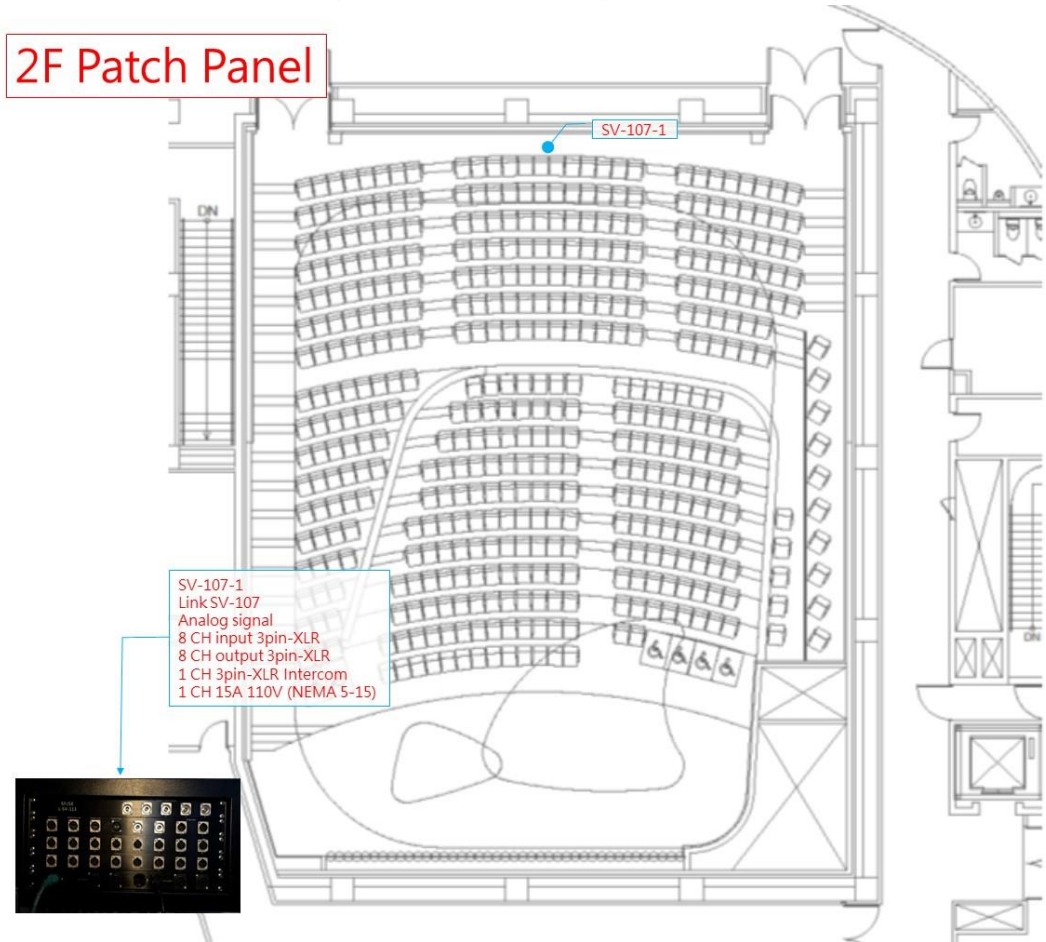 2F Patch Panel
SV-107-1
DN
SV-107-1
Link SV-107
Analog signal
8 CH input 3pin-XLR
8 CH output 3pin-XLR
1 CH 3pin-XLR Intercom
1 CH 15A 110V (NEMA 5-15)
DN